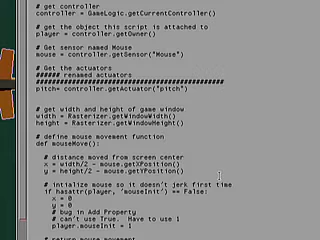 # get controller
controller = GameLogic.getCurrentController()
# get the object this script is attached to
player = controller.getOwner()
# Get sensor named Mouse
mouse = controller.getSensor("Mouse")
# Get the actuators
###### renamed actuators
pitch= controller.getActuator("pitch")
# get width and height of game window
width = Rasterizer.getWindowWidth()
height = Rasterizer.getWindowHeight()
# define mouse movement function
def mouseMove():
# distance moved from screen center
x = width/2 - mouse.getXPosition()
y = height/2 - mouse.getYPosition()
# intialize mouse so it doesn't jerk first time
if hasattr(player, 'mouseInit') == False:
x = 0
y = 0
# bug in Add Property
# can't use True. Have to use 1
player.mouseInit = 1
# return mouse movement